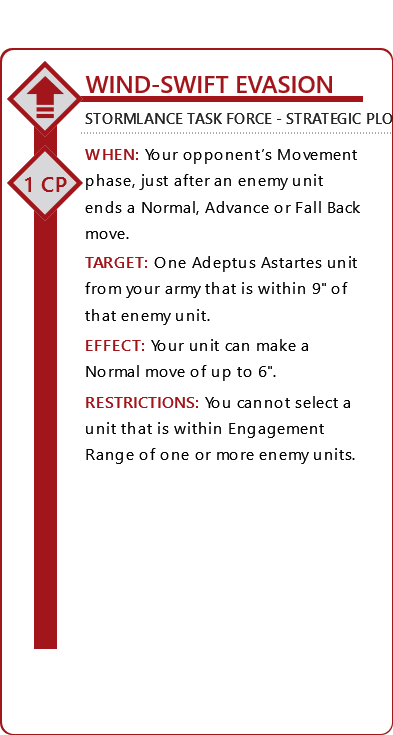 WIND-SWIFT EVASION
STORMLANCE TASK FORCE - STRATEGIC PLO
1 CP
WHEN: Your opponent's Movement
phase, just after an enemy unit
ends a Normal, Advance or Fall Back
move.
TARGET: One Adeptus Astartes unit
from your army that is within 9" of
that enemy unit.
EFFECT: Your unit can make a
Normal move of up to 6".
RESTRICTIONS: You cannot select a
unit that is within Engagement
Range of one or more enemy units.